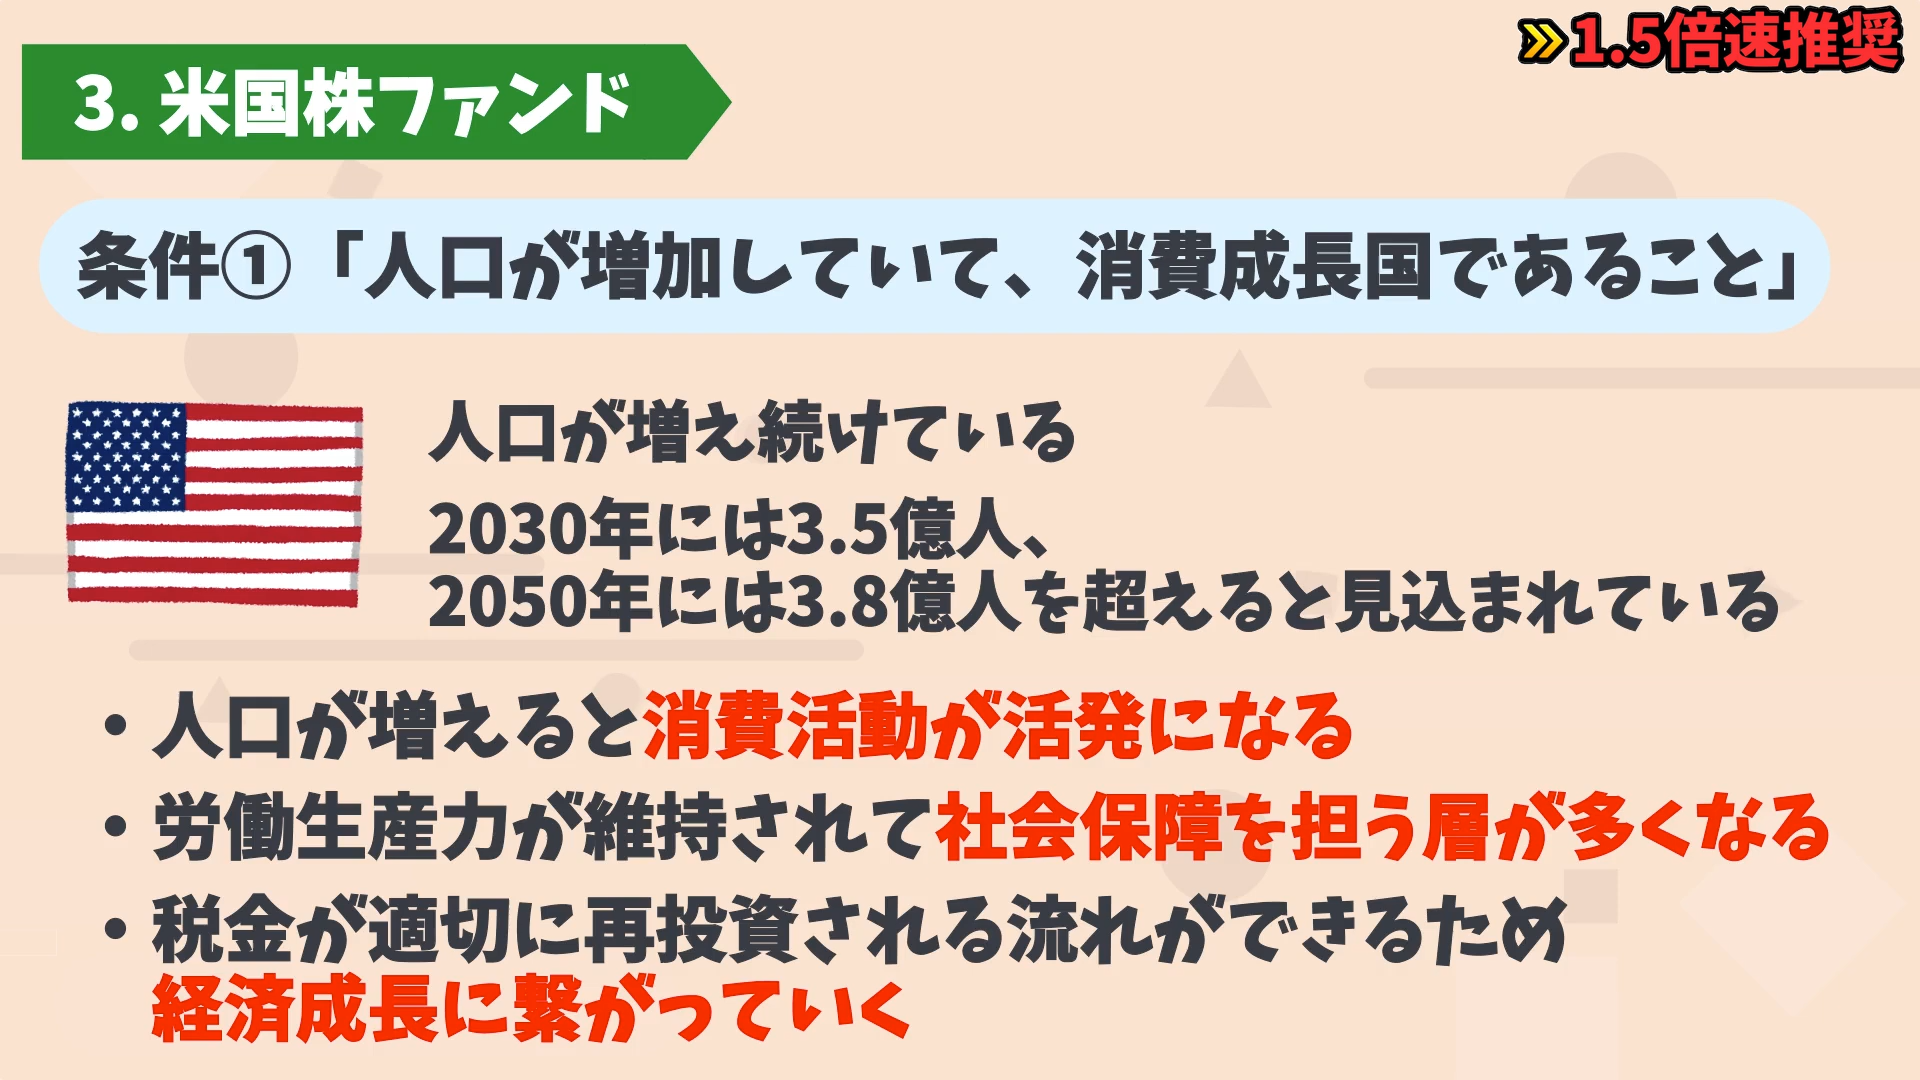 1.5倍速推奨
3. 米国株ファンド
条件①「人口が増加していて、消費成長国であること」
人口が増え続けている
2030年には3.5億人、
2050年には3.8億人を超えると見込まれている
・人口が増えると消費活動が活発になる
・労働生産力が維持されて社会保障を担う層が多くなる
・税金が適切に再投資される流れができるため
経済成長に繋がっていく